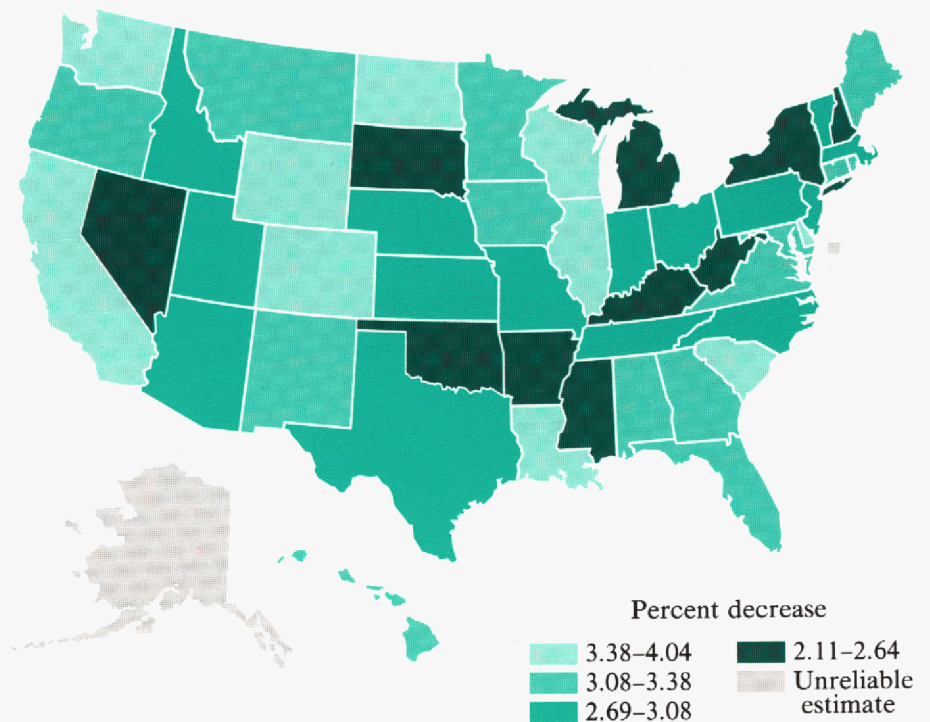 Percent decrease
3.38–4.04
3.08–3.38
2.69–3.08
2.11–2.64
Unreliable
estimate